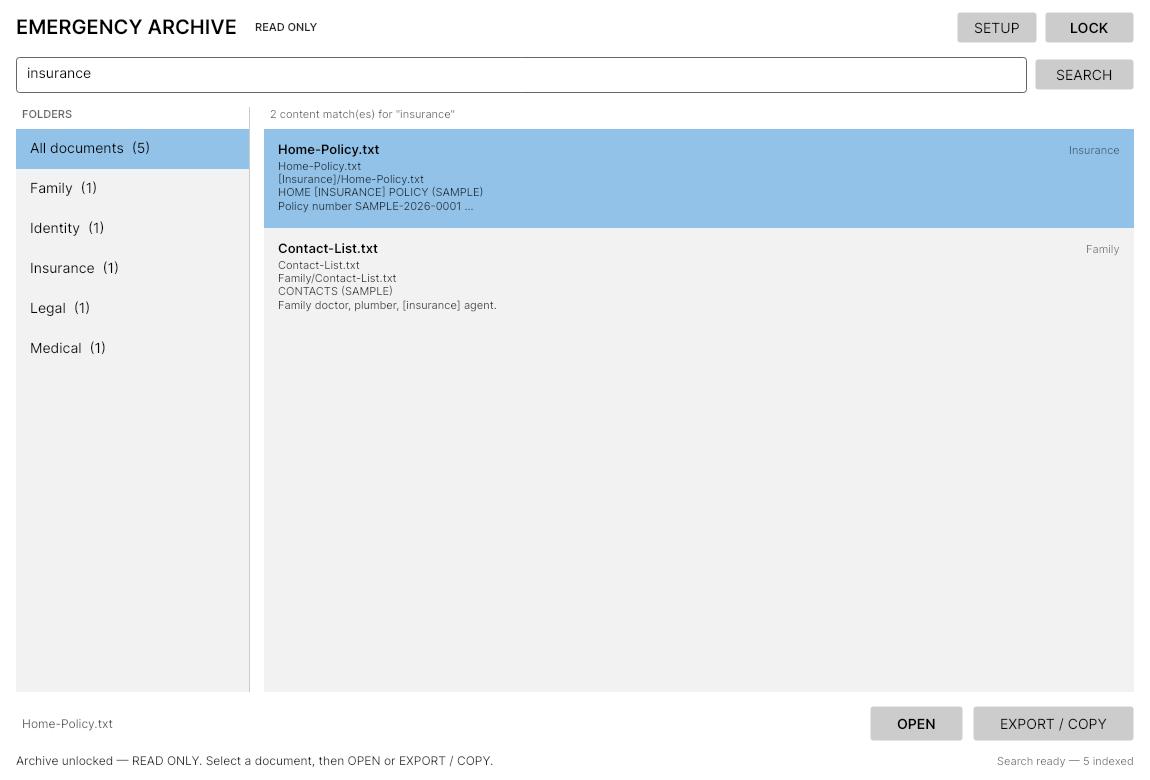 EMERGENCY ARCHIVE READ ONLY SETUP LOCK
insurance SEARCH
FOLDERS
All documents (5)
Family (1)
Identity (1)
Insurance (1)
Legal (1)
Medical (1)
2 content match(es) for "insurance"
Home-Policy.txt Insurance
Home-Policy.txt
[Insurance]/Home-Policy.txt
HOME [INSURANCE] POLICY (SAMPLE)
Policy number SAMPLE-2026-0001 ...
Contact-List.txt Family
Contact-List.txt
Family/Contact-List.txt
CONTACTS (SAMPLE)
Family doctor, plumber, [insurance] agent.
Home-Policy.txt OPEN EXPORT / COPY
Archive unlocked — READ ONLY. Select a document, then OPEN or EXPORT / COPY. Search ready — 5 indexed